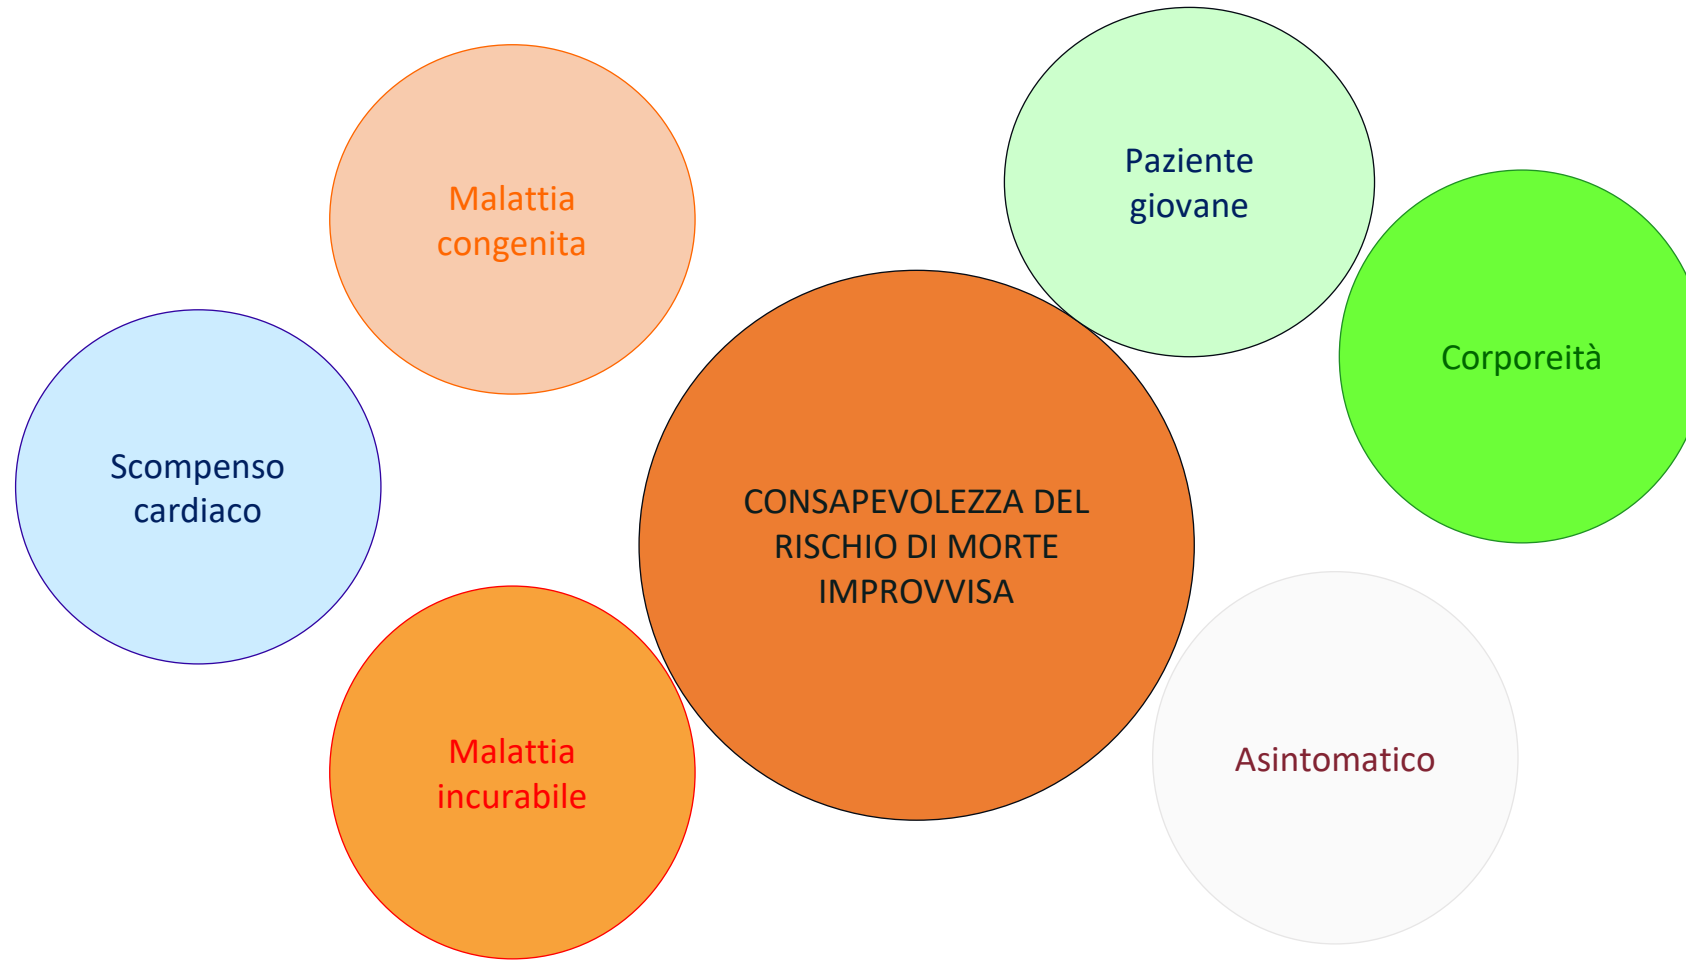 Malattia
congenita
Paziente
giovane
Corporeità
Scompenso
cardiaco
CONSAPEVOLEZZA DEL
RISCHIO DI MORTE
IMPROVVISA
Malattia
incurabile
Asintomatico